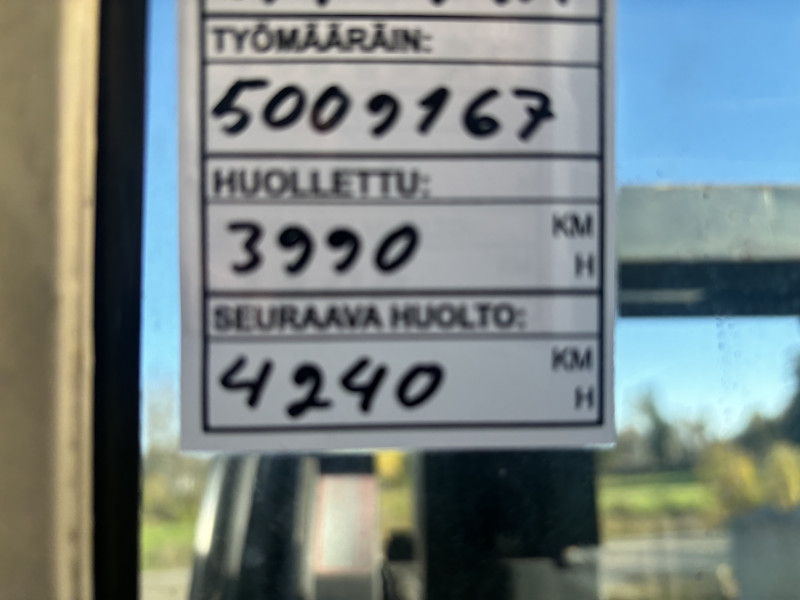 TYÖMÄÄRÄIN:
5009167
HUOLLETTU:
3990 KM
H
SEURAAVA HUOLTO:
4240 KM
H